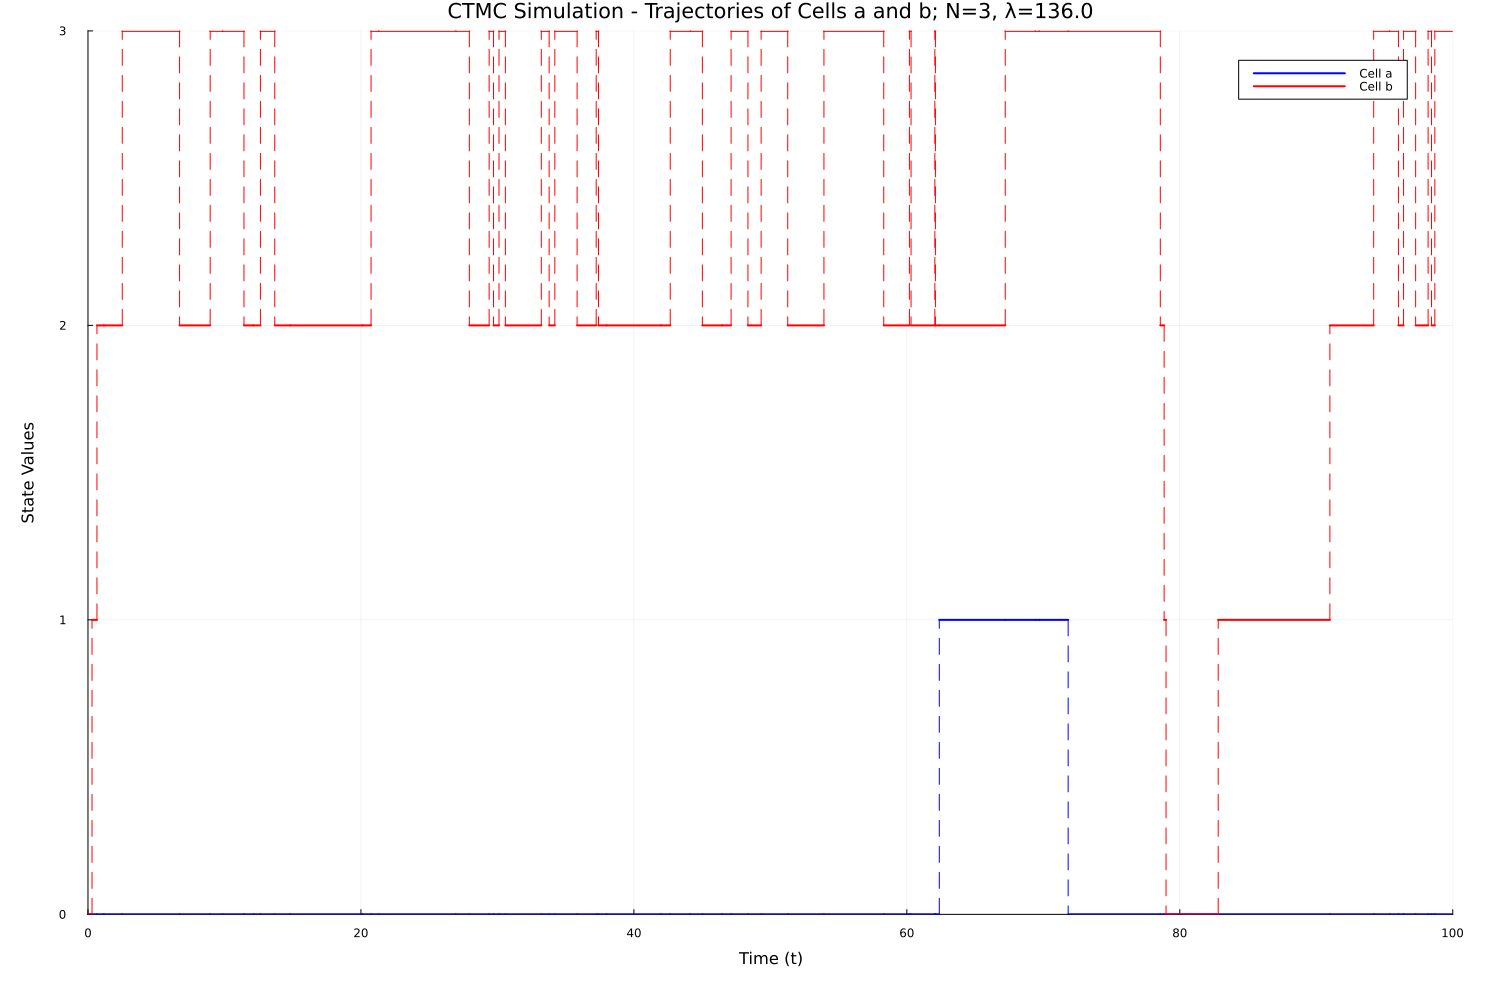 CTMC Simulation - Trajectories of Cells a and b; N=3, λ=136.0
3
Cell a
Cell b
2
State Values
1
0
0 20 40 60 80 100
Time (t)